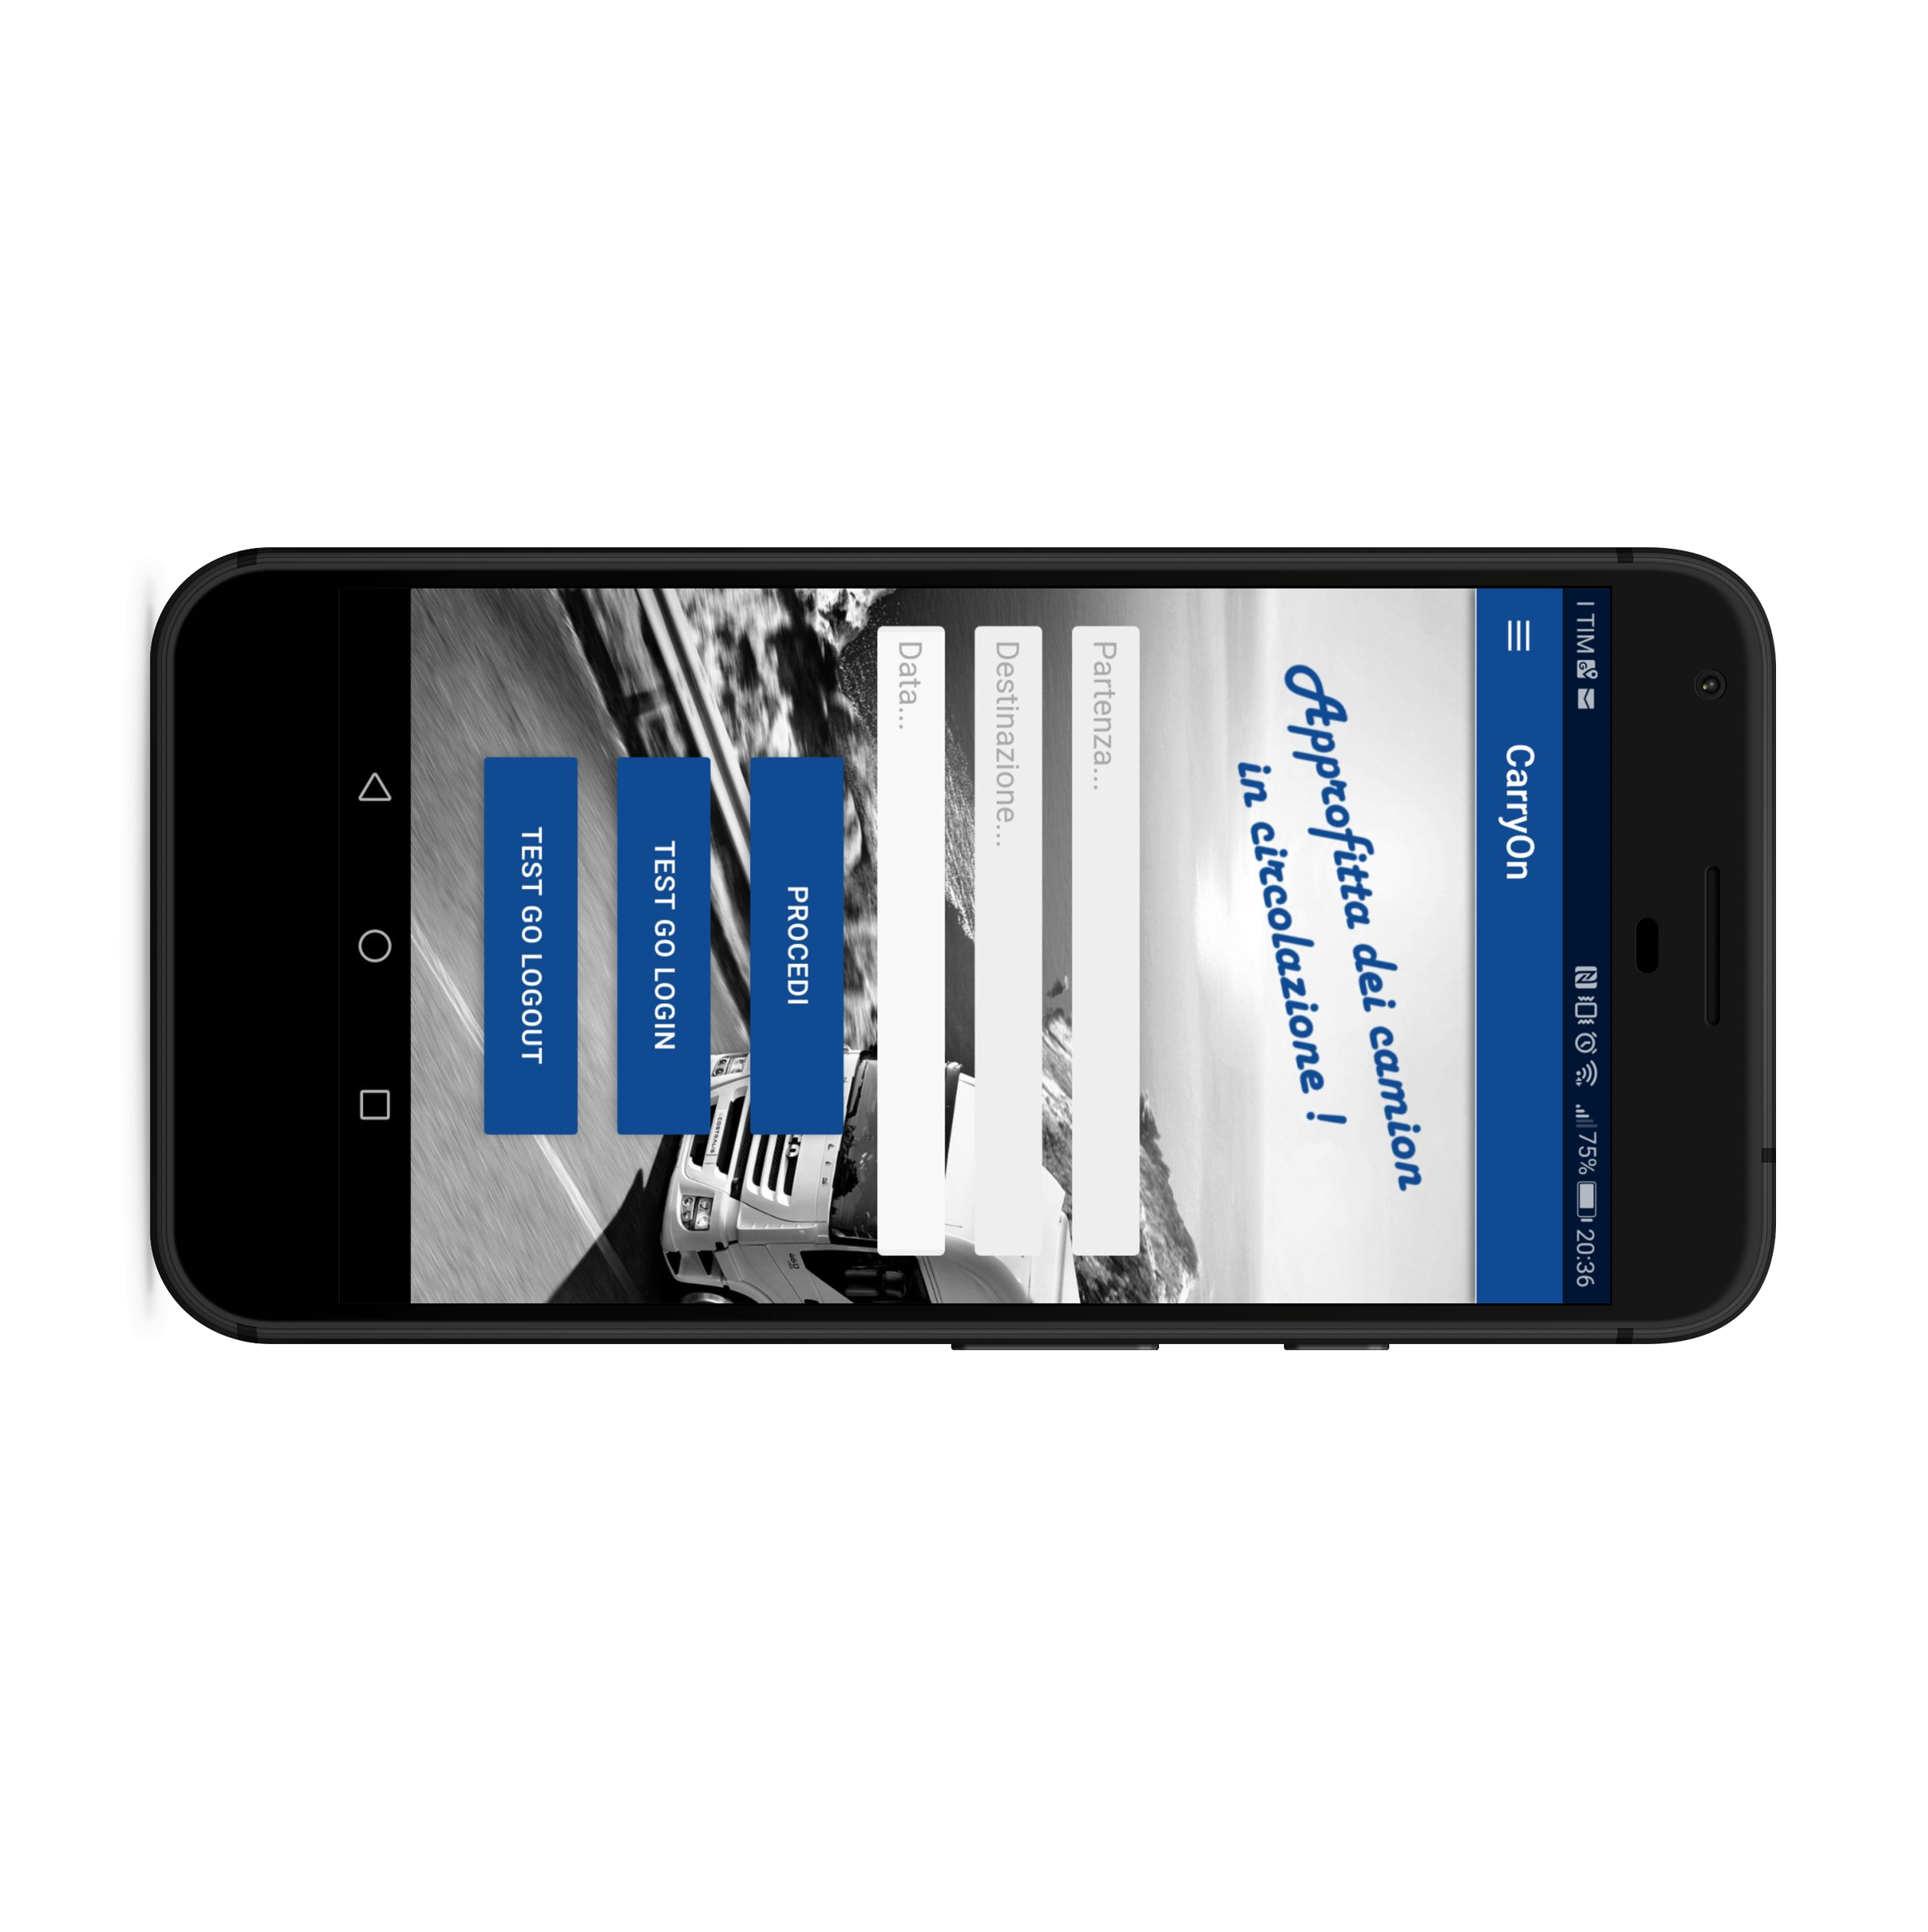 I TIM 75% 20:36
CarryOn
Approfitta dei camion
in circolazione !
Partenza...
Destinazione...
Data...
PROCEDI
TEST GO LOGIN
TEST GO LOGOUT